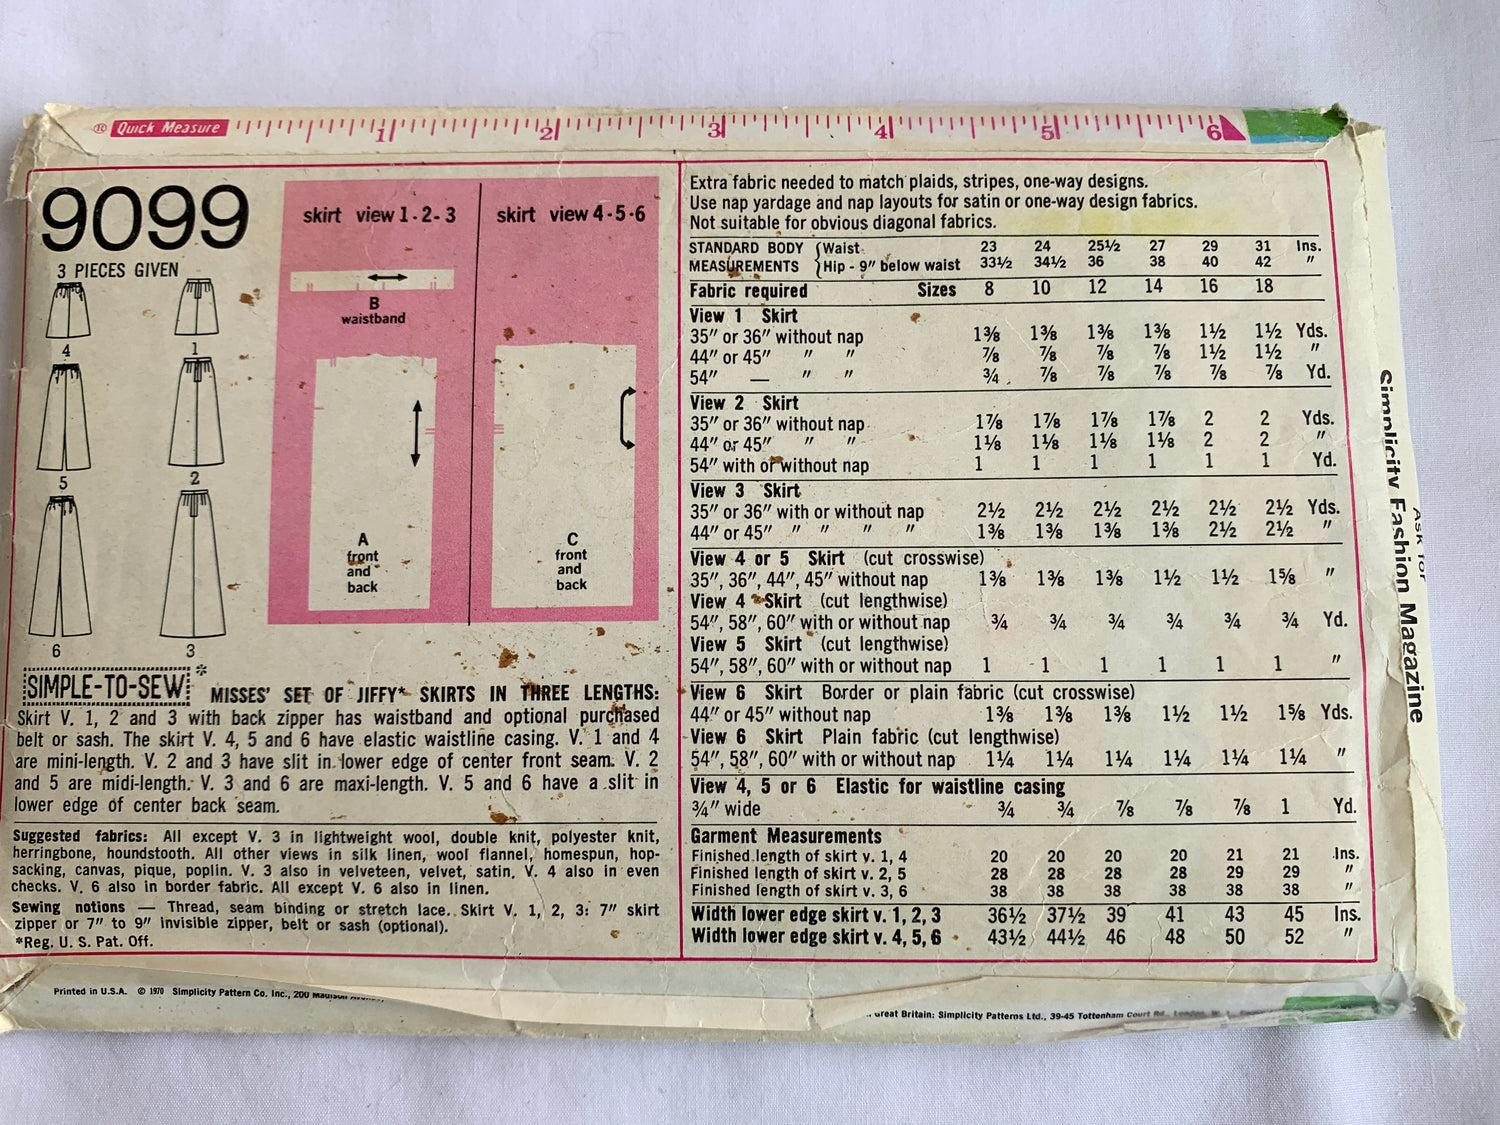 ® Quick Measure 1 2 3 4 5 6
9099
3 PIECES GIVEN
4 1
5 2
6 3
skirt view 1-2-3
skirt view 4-5-6
B
waistband
A
front
and
back
C
front
and
back
SIMPLE-TO-SEW* MISSES' SET OF JIFFY* SKIRTS IN THREE LENGTHS:
Skirt V. 1, 2 and 3 with back zipper has waistband and optional purchased
belt or sash. The skirt V. 4, 5 and 6 have elastic waistline casing. V. 1 and 4
are mini-length. V. 2 and 3 have slit in lower edge of center front seam. V. 2
and 5 are midi-length. V. 3 and 6 are maxi-length. V. 5 and 6 have a slit in
lower edge of center back seam.
Suggested fabrics: All except V. 3 in lightweight wool, double knit, polyester knit,
herringbone, houndstooth. All other views in silk linen, wool flannel, homespun, hop-
sacking, canvas, pique, poplin. V. 3 also in velveteen, velvet, satin. V. 4 also in even
checks. V. 6 also in border fabric. All except V. 6 also in linen.
Sewing notions — Thread, seam binding or stretch lace. Skirt V. 1, 2, 3: 7" skirt
zipper or 7" to 9" invisible zipper, belt or sash (optional).
*Reg. U. S. Pat. Off.
Extra fabric needed to match plaids, stripes, one-way designs.
Use nap yardage and nap layouts for satin or one-way design fabrics.
Not suitable for obvious diagonal fabrics.
STANDARD BODY { Waist 23 24 25½ 27 29 31 Ins.
MEASUREMENTS } Hip - 9" below waist 33½ 34½ 36 38 40 42 "
Fabric required Sizes 8 10 12 14 16 18
View 1 Skirt
35" or 36" without nap 1⅜ 1⅜ 1⅜ 1⅜ 1½ 1½ Yds.
44" or 45" " " ⅞ ⅞ ⅞ ⅞ 1½ 1½ "
54" — " " ¾ ⅞ ⅞ ⅞ ⅞ ⅞ Yd.
View 2 Skirt
35" or 36" without nap 1⅞ 1⅞ 1⅞ 1⅞ 2 2 Yds.
44" or 45" " " 1⅛ 1⅛ 1⅛ 1⅛ 2 2 "
54" with or without nap 1 1 1 1 1 1 Yd.
View 3 Skirt
35" or 36" with or without nap 2½ 2½ 2½ 2½ 2½ 2½ Yds.
44" or 45" " " " " 1⅜ 1⅜ 1⅜ 1⅜ 2½ 2½ "
View 4 or 5 Skirt (cut crosswise)
35", 36", 44", 45" without nap 1⅜ 1⅜ 1⅜ 1½ 1½ 1⅝ "
View 4 Skirt (cut lengthwise)
54", 58", 60" with or without nap ¾ ¾ ¾ ¾ ¾ ¾ Yd.
View 5 Skirt (cut lengthwise)
54", 58", 60" with or without nap 1 1 1 1 1 1 "
View 6 Skirt Border or plain fabric (cut crosswise)
44" or 45" without nap 1⅜ 1⅜ 1⅜ 1½ 1½ 1⅝ Yds.
View 6 Skirt Plain fabric (cut lengthwise)
54", 58", 60" with or without nap 1¼ 1¼ 1¼ 1¼ 1¼ 1¼ "
View 4, 5 or 6 Elastic for waistline casing
¾" wide ¾ ¾ ⅞ ⅞ ⅞ 1 Yd.
Garment Measurements
Finished length of skirt v. 1, 4 20 20 20 20 21 21 Ins.
Finished length of skirt v. 2, 5 28 28 28 28 29 29 "
Finished length of skirt v. 3, 6 38 38 38 38 38 38 "
Width lower edge skirt v. 1, 2, 3 36½ 37½ 39 41 43 45 Ins.
Width lower edge skirt v. 4, 5, 6 43½ 44½ 46 48 50 52 "
Ask for
Simplicity Fashion Magazine
Printed in U.S.A. © 1970 Simplicity Pattern Co. Inc., 200 Madison
Great Britain: Simplicity Patterns Ltd., 39-45 Tottenham Court Rd., London